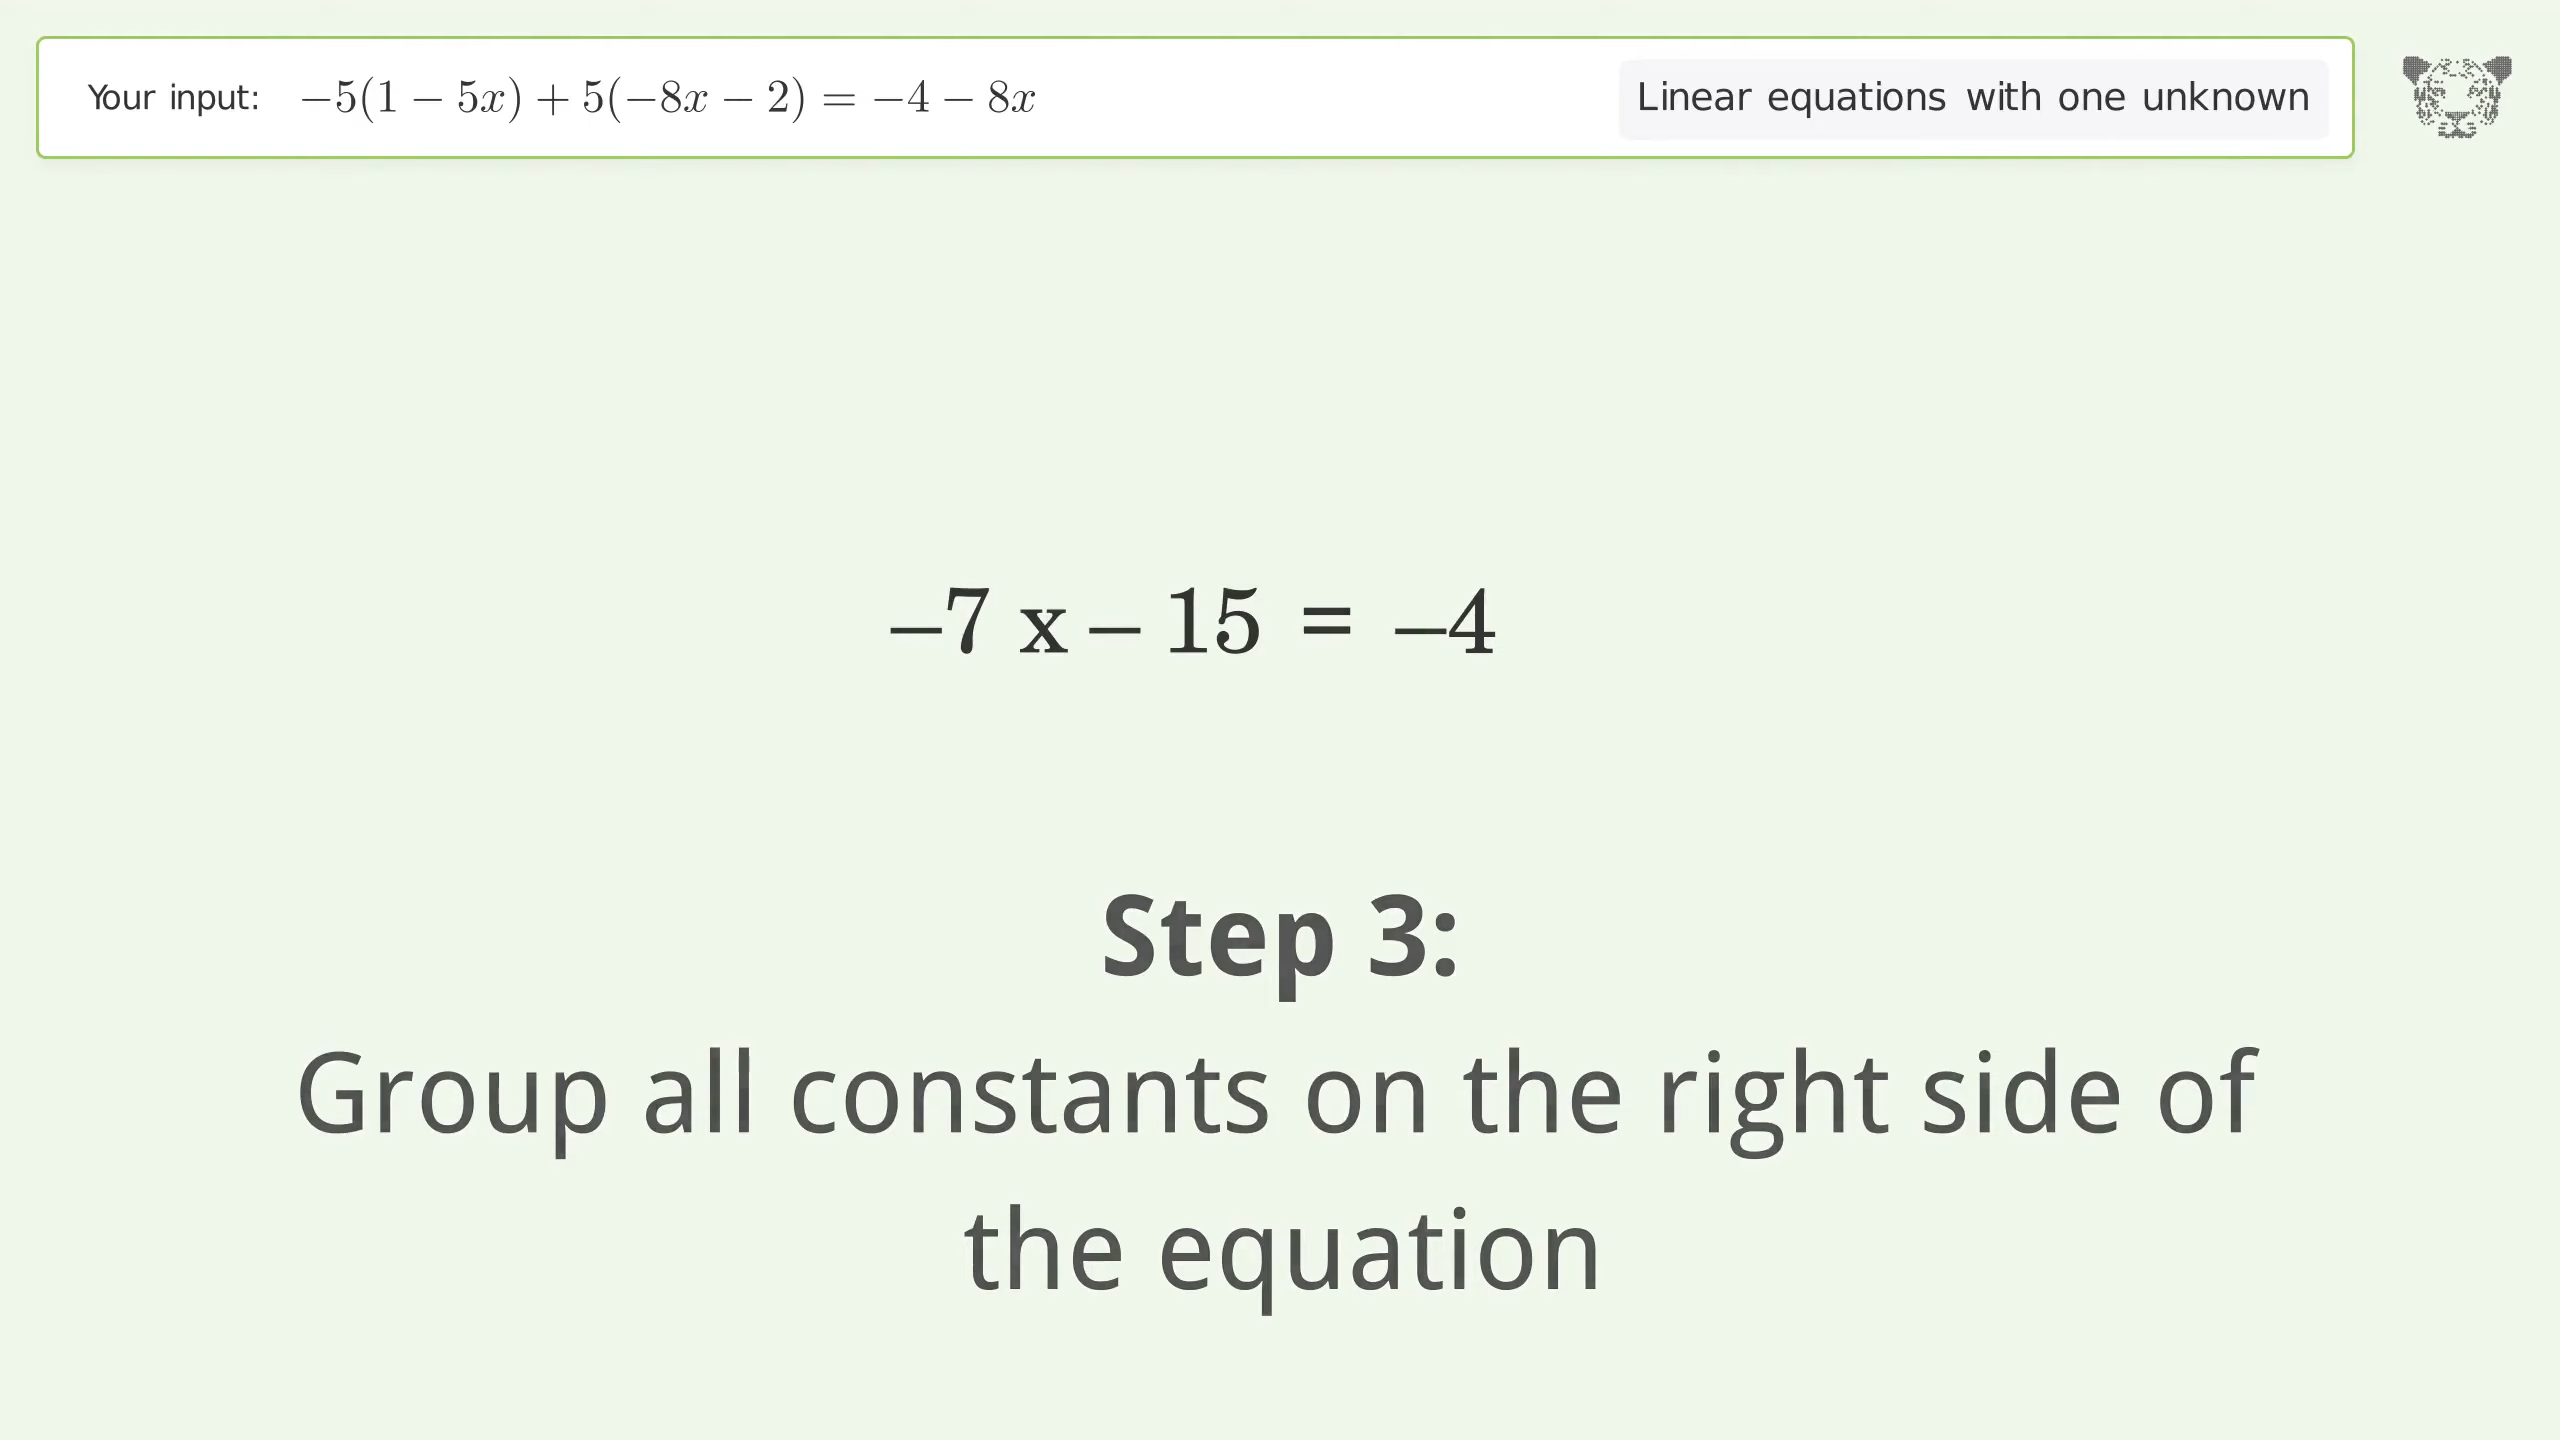 Your input: −5(1 − 5x) + 5(−8x − 2) = −4 − 8x
Linear equations with one unknown
−7 x − 15 = −4
Step 3:
Group all constants on the right side of
the equation